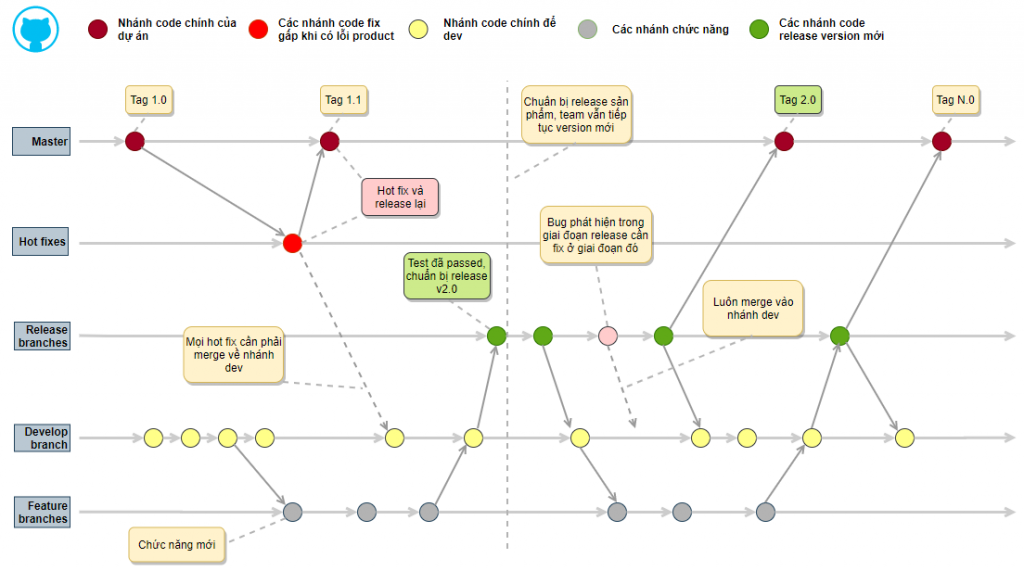 Nhánh code chính của
dự án
Các nhánh code fix
gấp khi có lỗi product
Nhánh code chính để
dev
Các nhánh chức năng
Các nhánh code
release version mới
Tag 1.0
Tag 1.1
Chuẩn bị release sản
phẩm, team vẫn tiếp
tục version mới
Tag 2.0
Tag N.0
Master
Hot fix và
release lại
Hot fixes
Bug phát hiện trong
giai đoạn release cần
fix ở giai đoạn đó
Test đã passed,
chuẩn bị release
v2.0
Luôn merge vào
nhánh dev
Release
branches
Mọi hot fix cần phải
merge về nhánh
dev
Develop
branch
Feature
branches
Chức năng mới